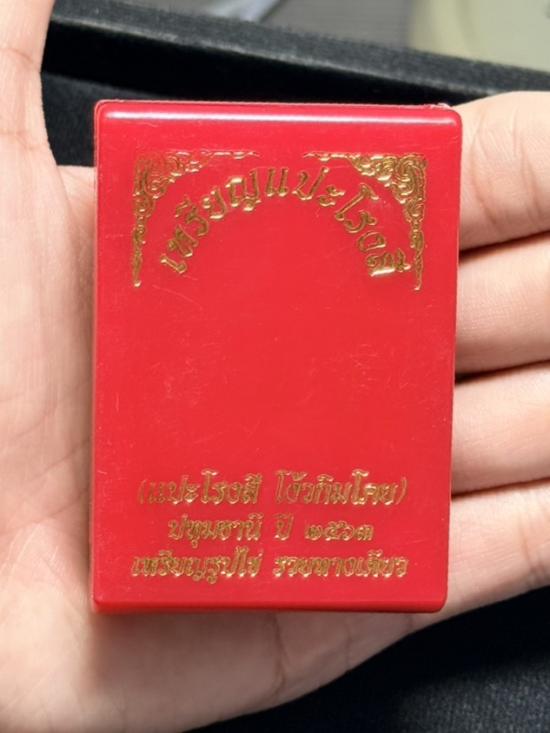 เหรียญแปะโรงสี
(แปะโรงสี โง้วกิมโคย)
ปทุมธานี ปี ๒๕๖๓
เหรียญรูปไข่ รวยทางเดียว